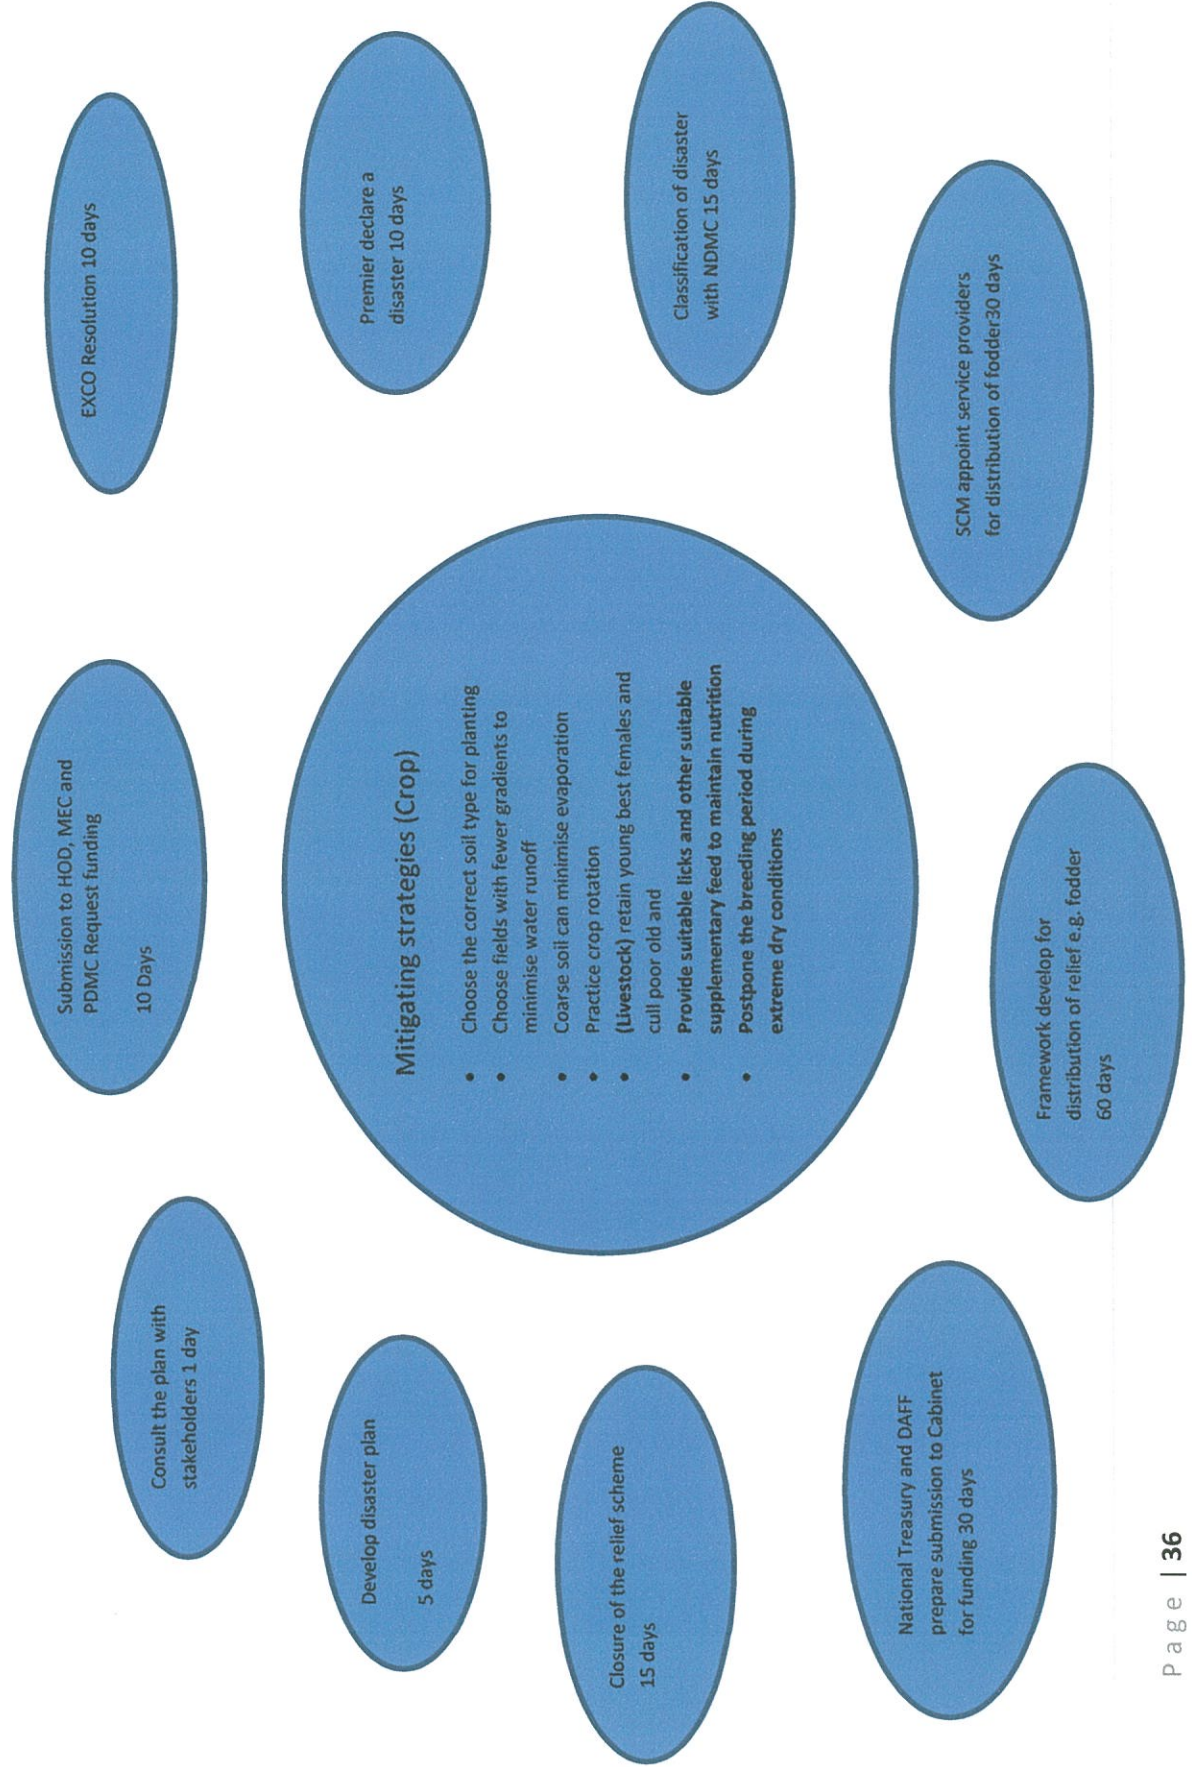 Submission to HOD, MEC and
PDMC Request funding
10 Days
EXCO Resolution 10 days
Consult the plan with
stakeholders 1 day
Premier declare a
disaster 10 days
Develop disaster plan
5 days
Mitigating strategies (Crop)
• Choose the correct soil type for planting
• Choose fields with fewer gradients to
minimise water runoff
• Coarse soil can minimise evaporation
• Practice crop rotation
• (Livestock) retain young best females and
cull poor old and
• Provide suitable licks and other suitable
supplementary feed to maintain nutrition
• Postpone the breeding period during
extreme dry conditions
Classification of disaster
with NDMC 15 days
Closure of the relief scheme
15 days
SCM appoint service providers
for distribution of fodder30 days
National Treasury and DAFF
prepare submission to Cabinet
for funding 30 days
Framework develop for
distribution of relief e.g. fodder
60 days
Page | 36